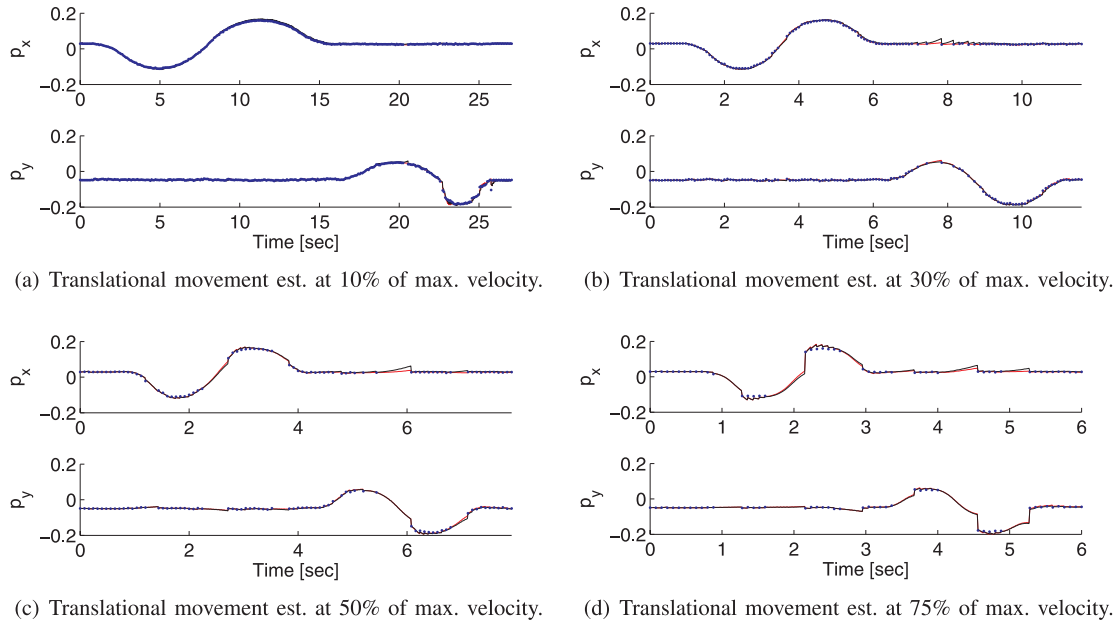 0.2
p_x
0
−0.2
0 5 10 15 20 25
0.2
p_y
0
−0.2
0 5 10 15 20 25
Time [sec]
(a) Translational movement est. at 10% of max. velocity.
0.2
p_x
0
−0.2
0 2 4 6 8 10
0.2
p_y
0
−0.2
0 2 4 6 8 10
Time [sec]
(b) Translational movement est. at 30% of max. velocity.
0.2
p_x
0
−0.2
0 2 4 6
0.2
p_y
0
−0.2
0 2 4 6
Time [sec]
(c) Translational movement est. at 50% of max. velocity.
0.2
p_x
0
−0.2
0 1 2 3 4 5 6
0.2
p_y
0
−0.2
0 1 2 3 4 5 6
Time [sec]
(d) Translational movement est. at 75% of max. velocity.